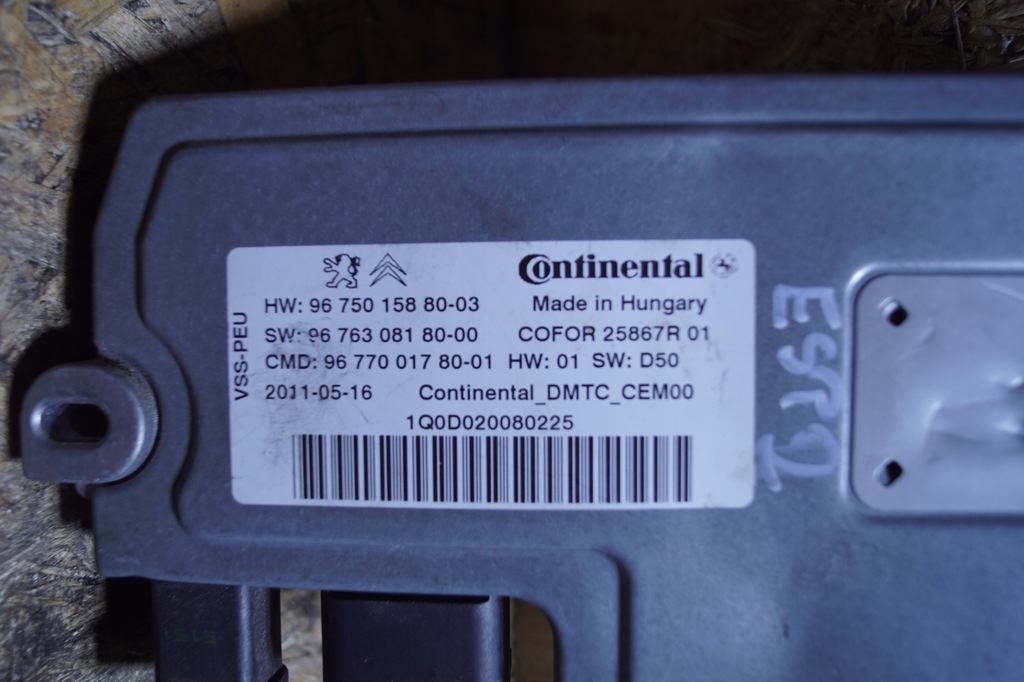 Continental
HW: 96 750 158 80-03 Made in Hungary
SW: 96 763 081 80-00 COFOR 25867R 01
CMD: 96 770 017 80-01 HW: 01 SW: D50
2011-05-16 Continental_DMTC_CEM00
1Q0D020080225
VSS-PEU